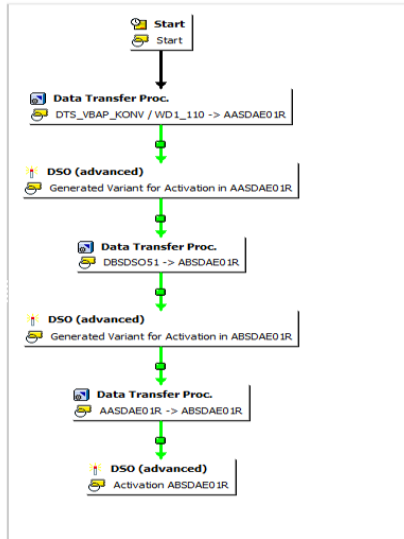 Start
Start
Data Transfer Proc.
DTS_VBAP_KONV / WD1_110 -> AASDAE01R
DSO (advanced)
Generated Variant for Activation in AASDAE01R
Data Transfer Proc.
DBSDSO51 -> ABSDAE01R
DSO (advanced)
Generated Variant for Activation in ABSDAE01R
Data Transfer Proc.
AASDAE01R -> ABSDAE01R
DSO (advanced)
Activation ABSDAE01R